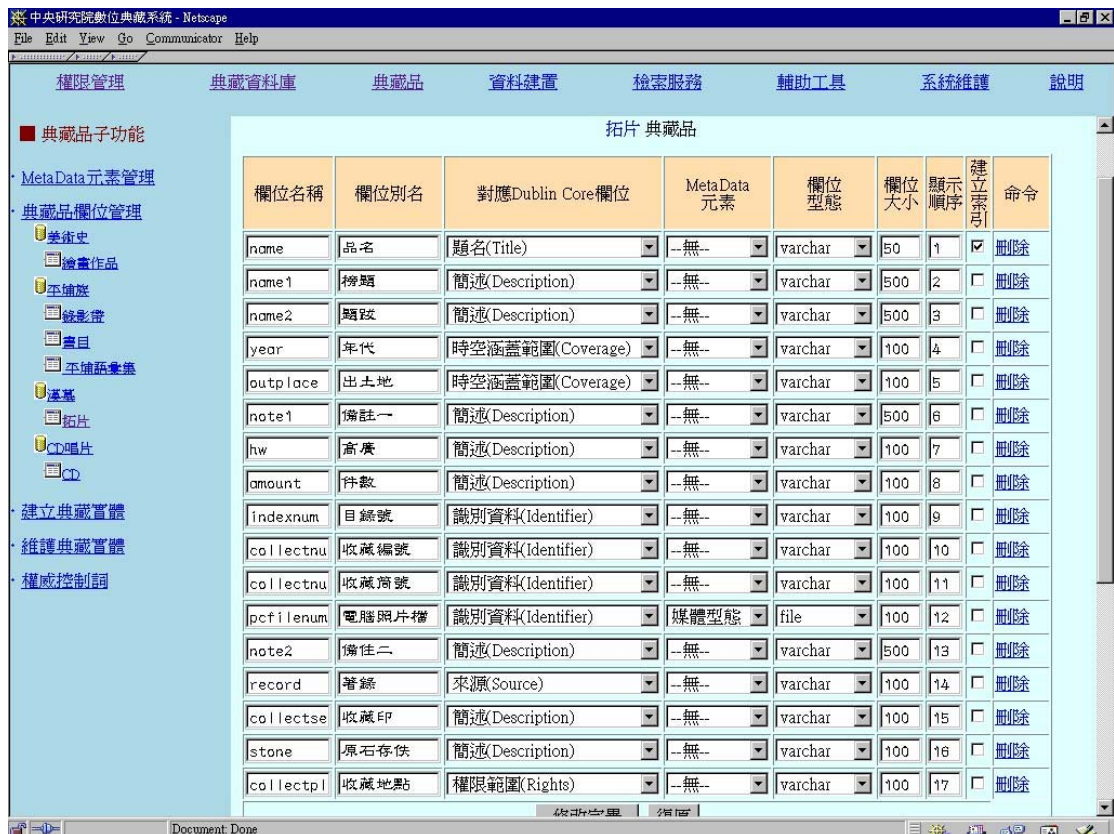 中央研究院數位典藏系統 - Netscape
File Edit View Go Communicator Help
權限管理 典藏資料庫 典藏品 資料建置 檢索服務 輔助工具 系統維護 說明
典藏品子功能
MetaData元素管理
典藏品欄位管理
美術史
繪畫作品
平埔族
錄影帶
書目
平埔語彙集
漢墓
拓片
CD唱片
CD
建立典藏實體
維護典藏實體
權威控制詞
拓片 典藏品
欄位名稱 欄位別名 對應Dublin Core欄位 MetaData元素 欄位型態 欄位大小 顯示順序 建立索引 命令
name 品名 題名(Title) --無-- varchar 50 1 刪除
name1 榜題 簡述(Description) --無-- varchar 500 2 刪除
name2 題跋 簡述(Description) --無-- varchar 500 3 刪除
year 年代 時空涵蓋範圍(Coverage) --無-- varchar 100 4 刪除
outplace 出土地 時空涵蓋範圍(Coverage) --無-- varchar 100 5 刪除
note1 備註一 簡述(Description) --無-- varchar 500 6 刪除
hw 高廣 簡述(Description) --無-- varchar 100 7 刪除
amount 件數 簡述(Description) --無-- varchar 100 8 刪除
indexnum 目錄號 識別資料(Identifier) --無-- varchar 100 9 刪除
collectnu 收藏編號 識別資料(Identifier) --無-- varchar 100 10 刪除
collectnu 收藏筒號 識別資料(Identifier) --無-- varchar 100 11 刪除
pcfilenum 電腦照片檔 識別資料(Identifier) 媒體型態 file 100 12 刪除
note2 備住二 簡述(Description) --無-- varchar 500 13 刪除
record 著錄 來源(Source) --無-- varchar 100 14 刪除
collectse 收藏印 簡述(Description) --無-- varchar 100 15 刪除
stone 原石存佚 簡述(Description) --無-- varchar 100 16 刪除
collectpl 收藏地點 權限範圍(Rights) --無-- varchar 100 17 刪除
Document: Done